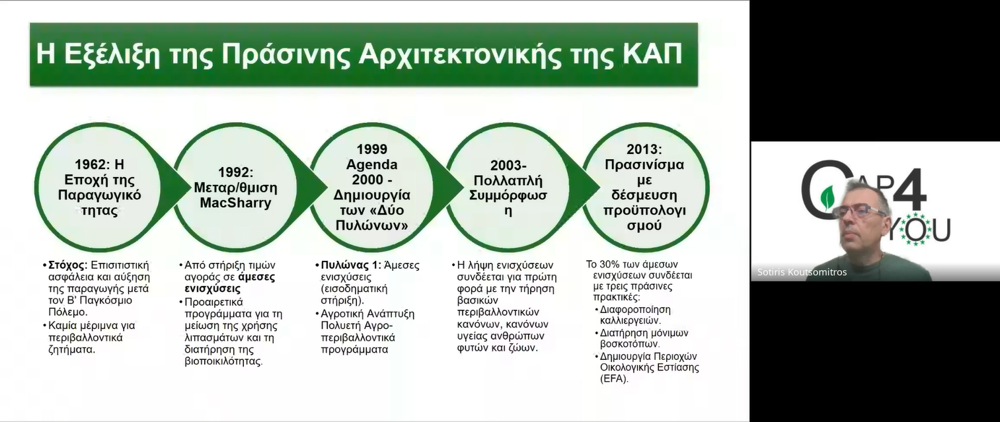 Η Εξέλιξη της Πράσινης Αρχιτεκτονικής της ΚΑΠ
1962: Η
Εποχή της
Παραγωγικό
τητας
1992:
Μεταρ/θμιση
MacSharry
1999
Agenda
2000 -
Δημιουργία
των «Δύο
Πυλώνων»
2003-
Πολλαπλή
Συμμόρφωσ
η
2013:
Πρασινίσμα
με
δέσμευση
προϋπολογι
σμού
•Στόχος: Επισιτιστική
ασφάλεια και αύξηση
της παραγωγής μετά
τον Β' Παγκόσμιο
Πόλεμο.
•Καμία μέριμνα για
περιβαλλοντικά
ζητήματα.
•Από στήριξη τιμών
αγοράς σε άμεσες
ενισχύσεις
•Προαιρετικά
προγράμματα για τη
μείωση της χρήσης
λιπασμάτων και τη
διατήρηση της
βιοποικιλότητας.
•Πυλώνας 1: Άμεσες
ενισχύσεις
(εισοδηματική
στήριξη).
•Αγροτική Ανάπτυξη
Πολυετή Αγρο-
περιβαλλοντικά
προγράμματα
•Η λήψη ενισχύσεων
συνδέεται για πρώτη
φορά με την τήρηση
βασικών
περιβαλλοντικών
κανόνων, κανόνων
υγείας ανθρώπων
φυτών και ζώων.
Το 30% των άμεσων
ενισχύσεων συνδέεται
με τρεις πράσινες
πρακτικές:
•Διαφοροποίηση
καλλιεργειών.
•Διατήρηση μόνιμων
βοσκοτόπων.
•Δημιουργία Περιοχών
Οικολογικής Εστίασης
(EFA).
CAP4
YOU
Sotiris Koutsomitros